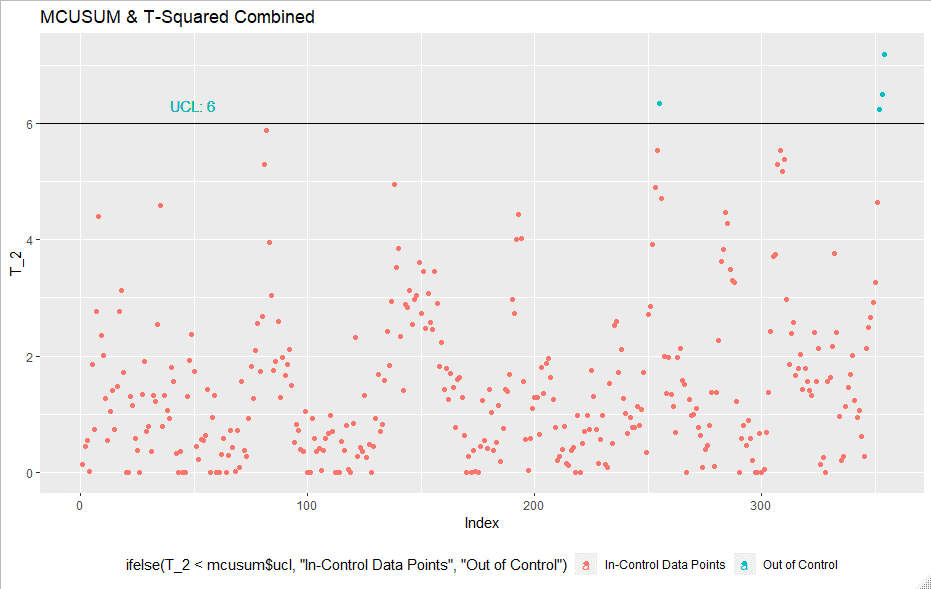 MCUSUM & T-Squared Combined
UCL: 6
6
4
2
0
T_2
0 100 200 300
Index
ifelse(T_2 < mcusum$ucl, "In-Control Data Points", "Out of Control") a In-Control Data Points a Out of Control